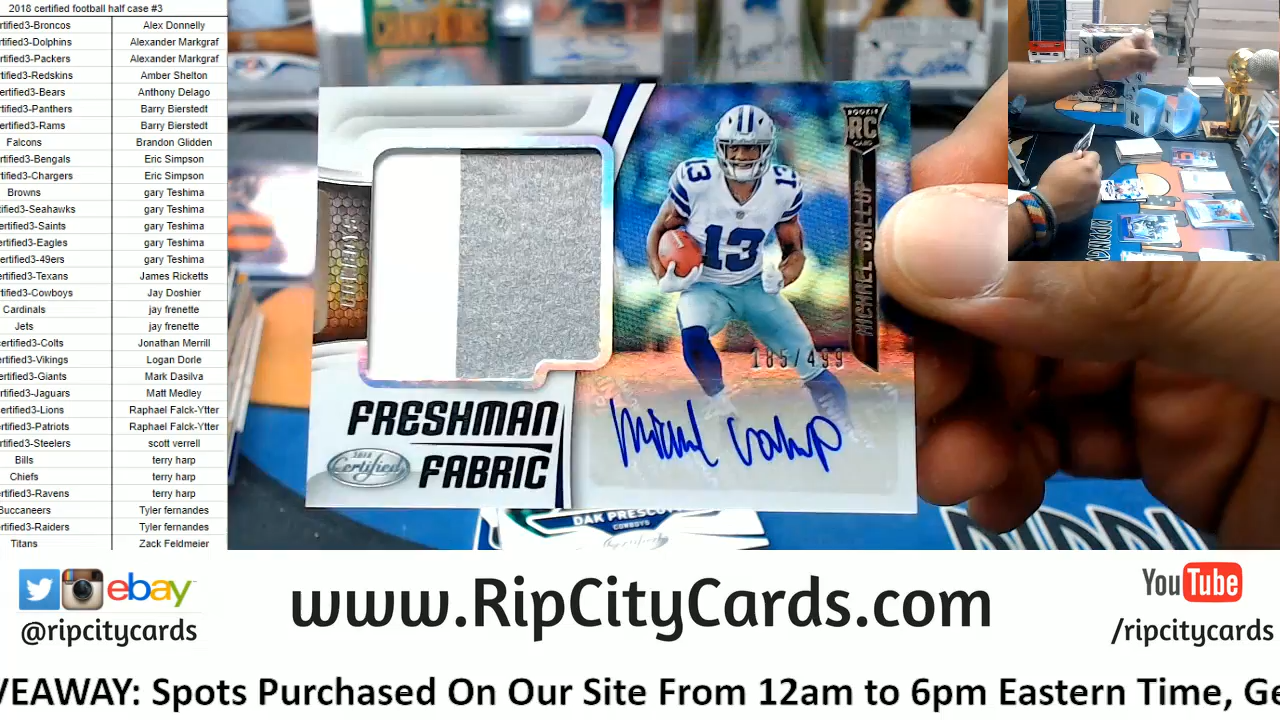 2018 certified football half case #3
rtified3-Broncos Alex Donnelly
rtified3-Dolphins Alexander Markgraf
rtified3-Packers Alexander Markgraf
rtified3-Redskins Amber Shelton
ertified3-Bears Anthony Delago
rtified3-Panthers Barry Bierstedt
ertified3-Rams Barry Bierstedt
Falcons Brandon Glidden
rtified3-Bengals Eric Simpson
rtified3-Chargers Eric Simpson
Browns gary Teshima
rtified3-Seahawks gary Teshima
ertified3-Saints gary Teshima
ertified3-Eagles gary Teshima
ertified3-49ers gary Teshima
ertified3-Texans James Ricketts
rtified3-Cowboys Jay Doshier
Cardinals jay frenette
Jets jay frenette
ertified3-Colts Jonathan Merrill
rtified3-Vikings Logan Dorle
ertified3-Giants Mark Dasilva
rtified3-Jaguars Matt Medley
ertified3-Lions Raphael Falck-Ytter
rtified3-Patriots Raphael Falck-Ytter
rtified3-Steelers scott verrell
Bills terry harp
Chiefs terry harp
ertified3-Ravens terry harp
Buccaneers Tyler fernandes
ertified3-Raiders Tyler fernandes
Titans Zack Feldmeier
ROOKIE
RC
CARD
MICHAEL GALLUP
13
13
13
185/499
FRESHMAN
FABRIC
2018
Certified
DAK PRESCOT
COWBOYS
ebay
@ripcitycards
www.RipCityCards.com
YouTube
/ripcitycards
VEAWAY: Spots Purchased On Our Site From 12am to 6pm Eastern Time, Ge